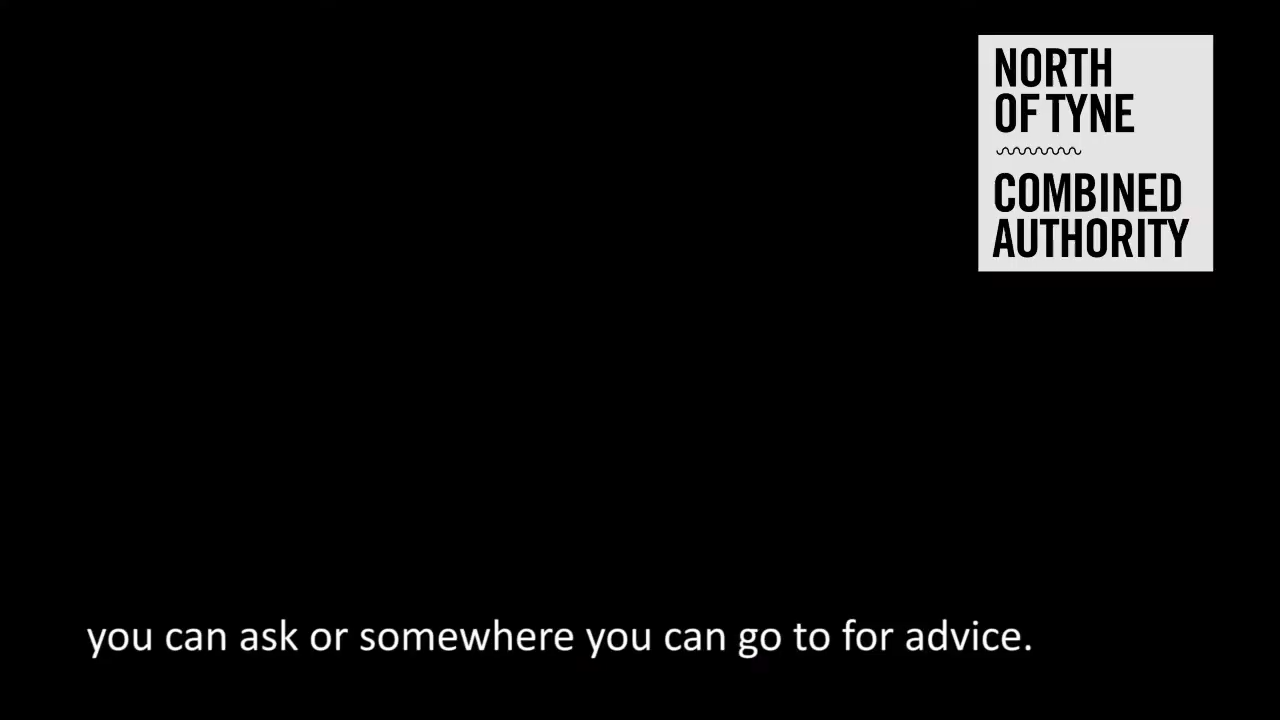 NORTH
OF TYNE
COMBINED
AUTHORITY
you can ask or somewhere you can go to for advice.